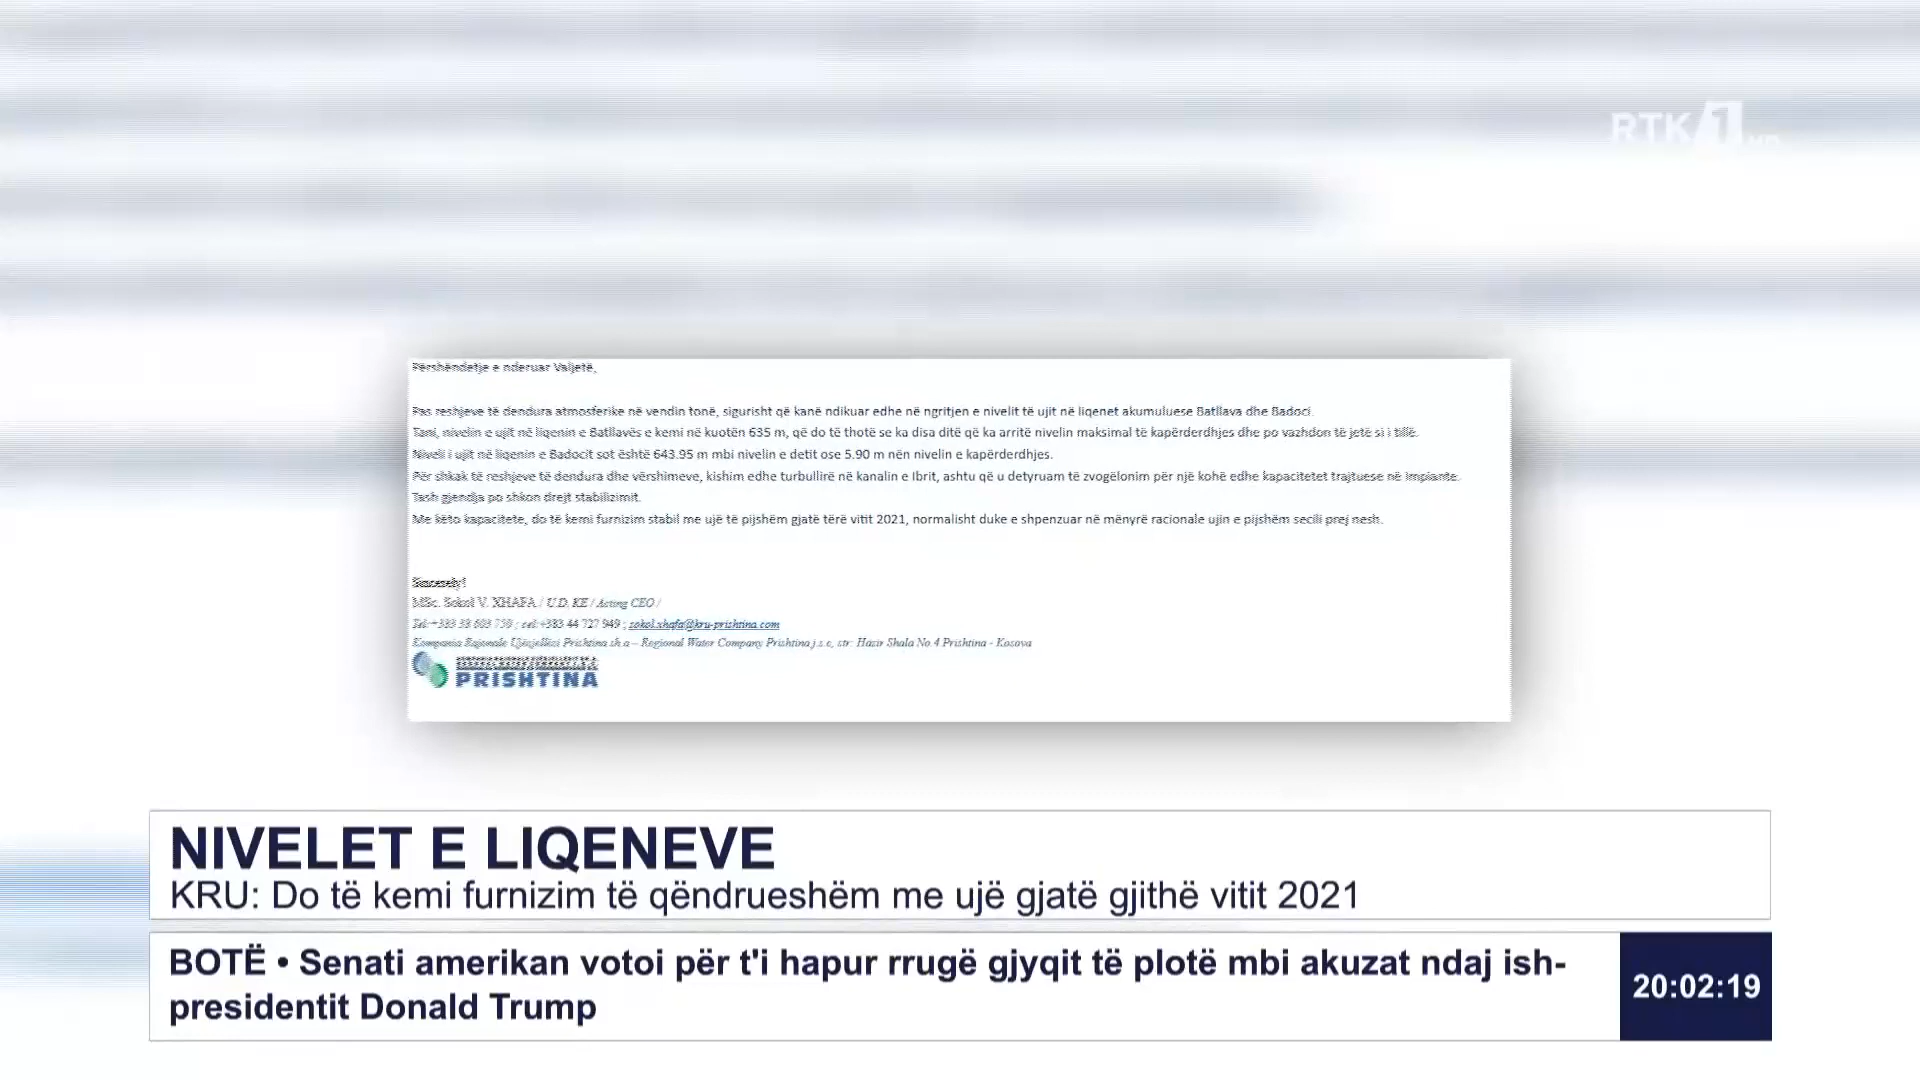 RTK 1
Përshëndetje e nderuar Valjetë,
Pas reshjeve të dendura atmosferike në vendin tonë, sigurisht që kanë ndikuar edhe në ngritjen e nivelit të ujit në liqenet akumuluese Batllava dhe Badoci.
Tani, nivelin e ujit në liqenin e Batllavës e kemi në kuotën 635 m, që do të thotë se ka disa ditë që ka arritë nivelin maksimal të kapërderdhjes dhe po vazhdon të jetë si i tillë.
Niveli i ujit në liqenin e Badocit sot është 643.95 m mbi nivelin e detit ose 5.90 m nën nivelin e kapërderdhjes.
Për shkak të reshjeve të dendura dhe vërshimeve, kishim edhe turbullirë në kanalin e Ibrit, ashtu që u detyruam të zvogëlonim për një kohë edhe kapacitetet trajtuese në Impiante.
Tash gjendja po shkon drejt stabilizimit.
Me këto kapacitete, do të kemi furnizim stabil me ujë të pijshëm gjatë tërë vitit 2021, normalisht duke e shpenzuar në mënyrë racionale ujin e pijshëm secili prej nesh.
Sincerely!
MSc. Sokol V. XHAFA / U.D. KE / Acting CEO /
cel:+383 44 727 949 ; sokol.xhafa@kru-prishtina.com
Kompania Rajonale Ujësjellësi Prishtina sh.a – Regional Water Company Prishtina j.s.c, str: Hasir Shala No.4 Prishtina - Kosova
PRISHTINA
NIVELET E LIQENEVE
KRU: Do të kemi furnizim të qëndrueshëm me ujë gjatë gjithë vitit 2021
BOTË • Senati amerikan votoi për t'i hapur rrugë gjyqit të plotë mbi akuzat ndaj ish-
presidentit Donald Trump
20:02:19